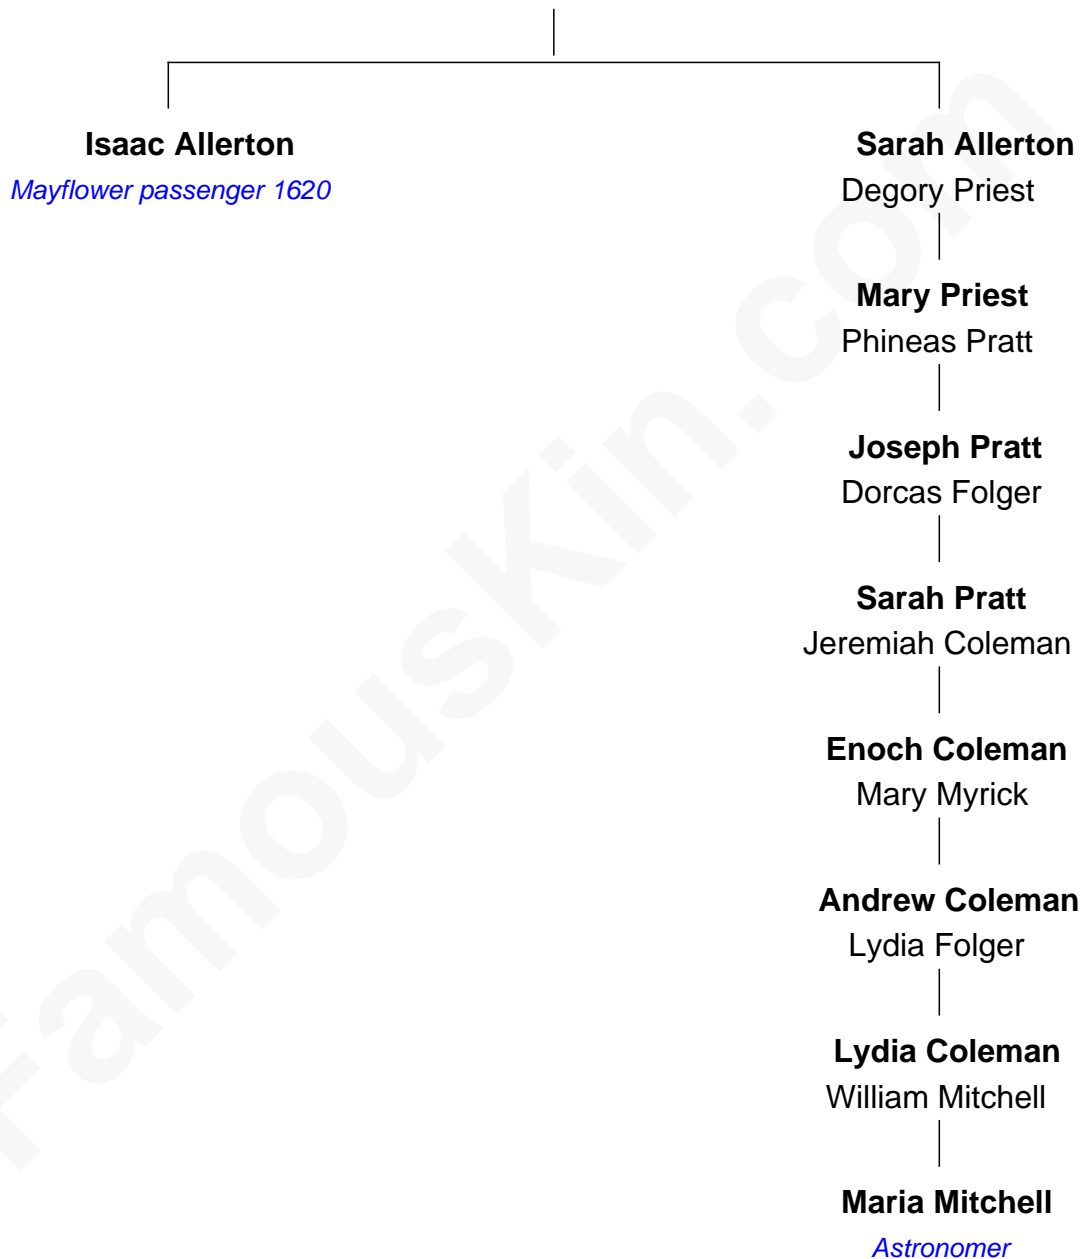 Isaac Allerton
Mayflower passenger 1620
Sarah Allerton
Degory Priest
Mary Priest
Phineas Pratt
Joseph Pratt
Dorcas Folger
Sarah Pratt
Jeremiah Coleman
Enoch Coleman
Mary Myrick
Andrew Coleman
Lydia Folger
Lydia Coleman
William Mitchell
Maria Mitchell
Astronomer
FamousKin.com